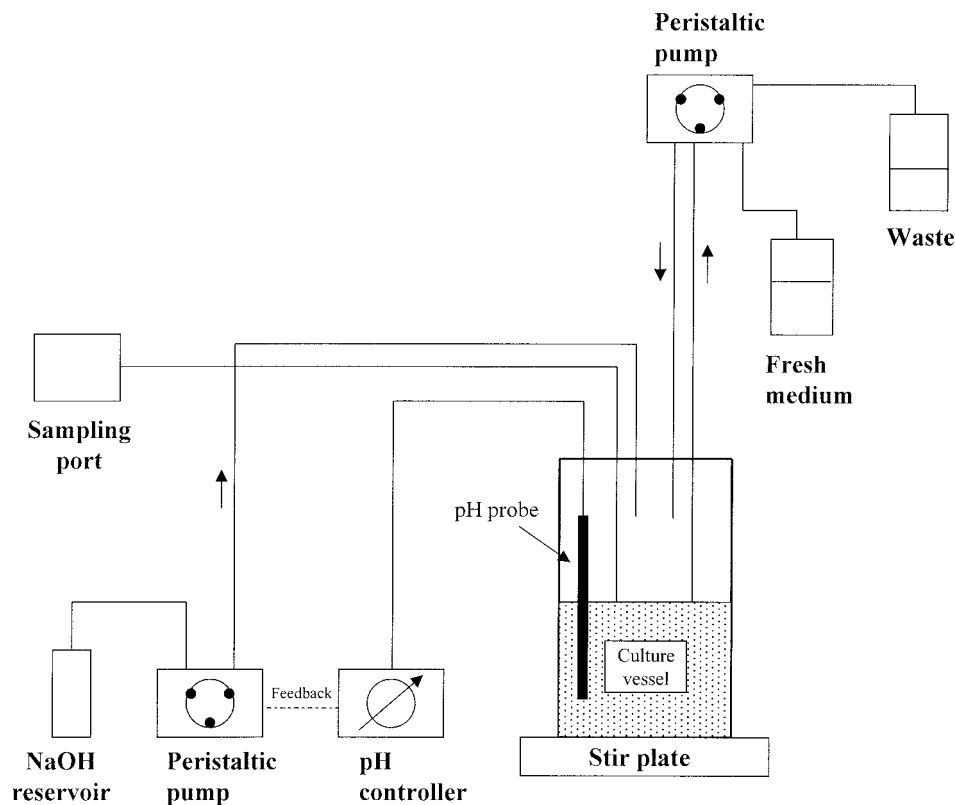 Peristaltic
pump
Waste
Fresh
medium
Sampling
port
pH probe
Culture
vessel
Feedback
Stir plate
NaOH
reservoir
Peristaltic
pump
pH
controller